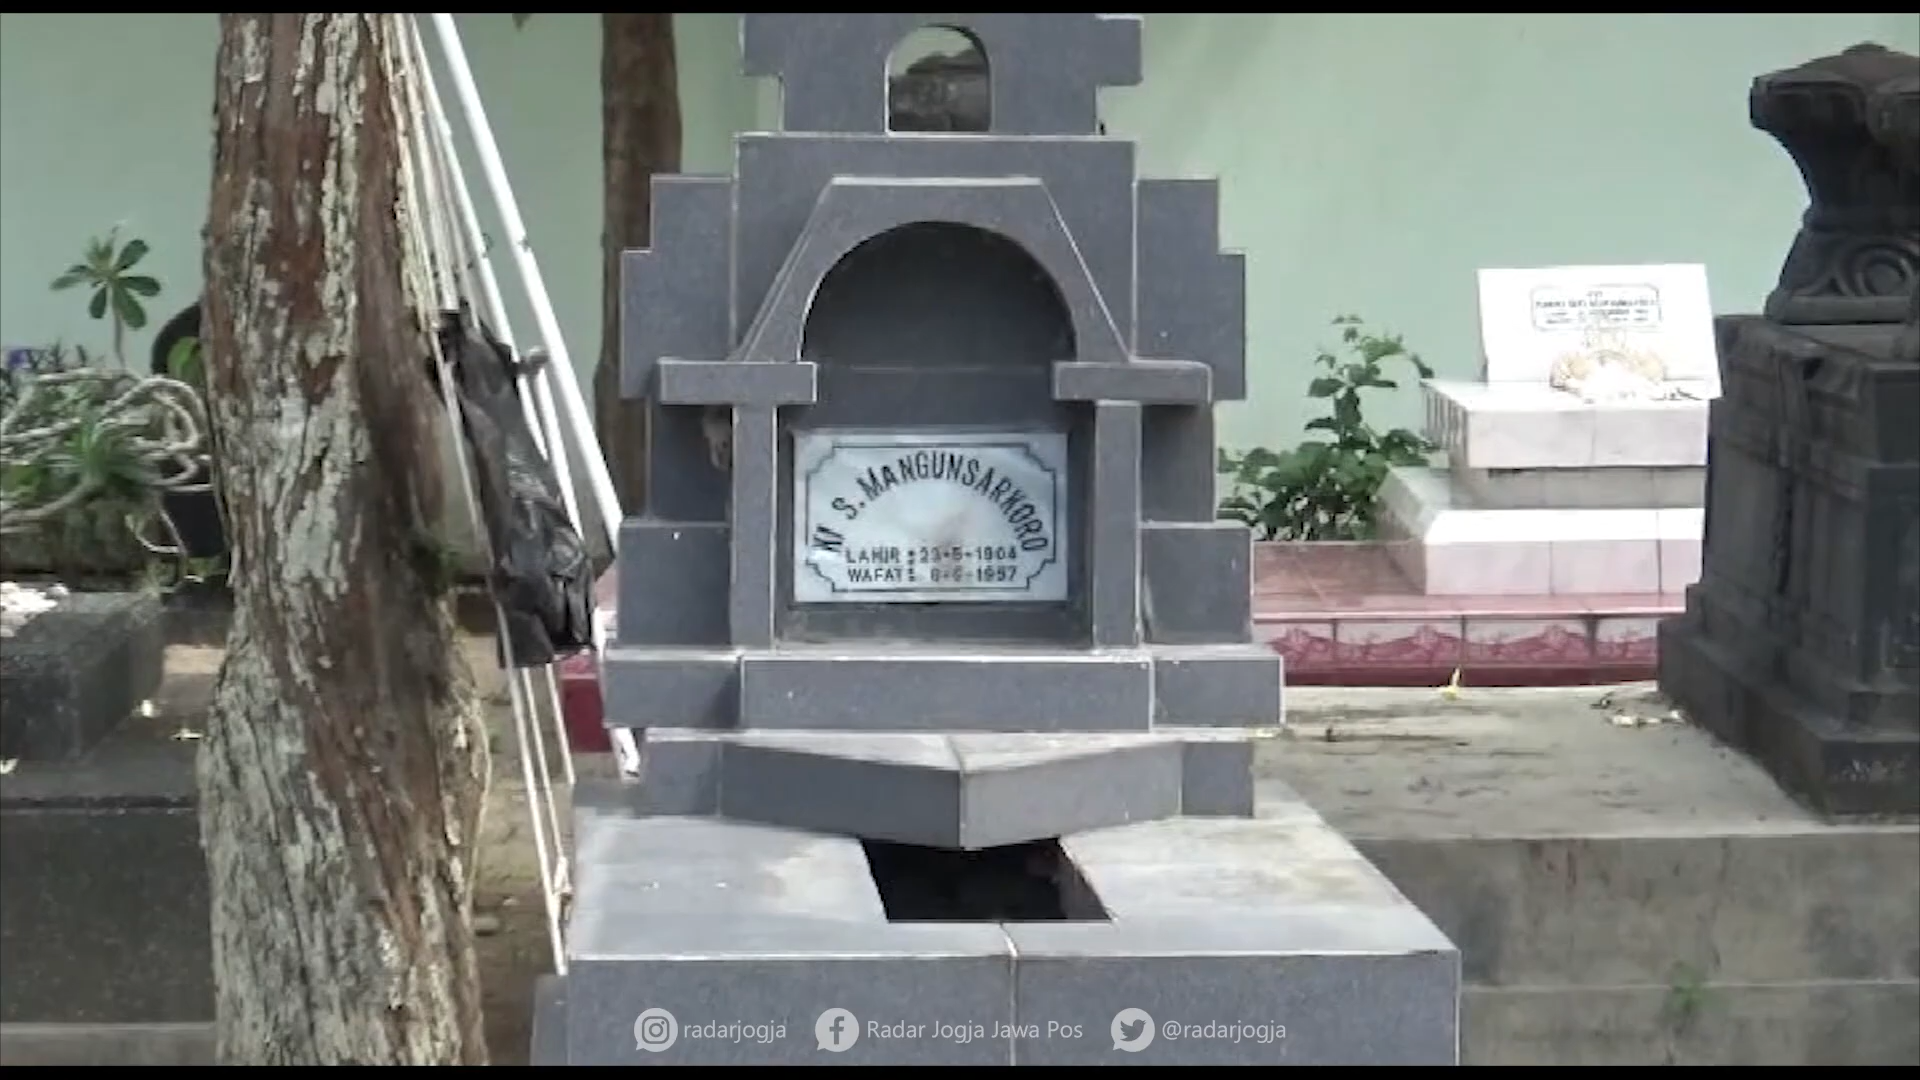 KI S. MANGUNSARKORO
LAHIR : 23-5-1904
WAFAT : 8-6-1957
radarjogja
Radar Jogja Jawa Pos
@radarjogja